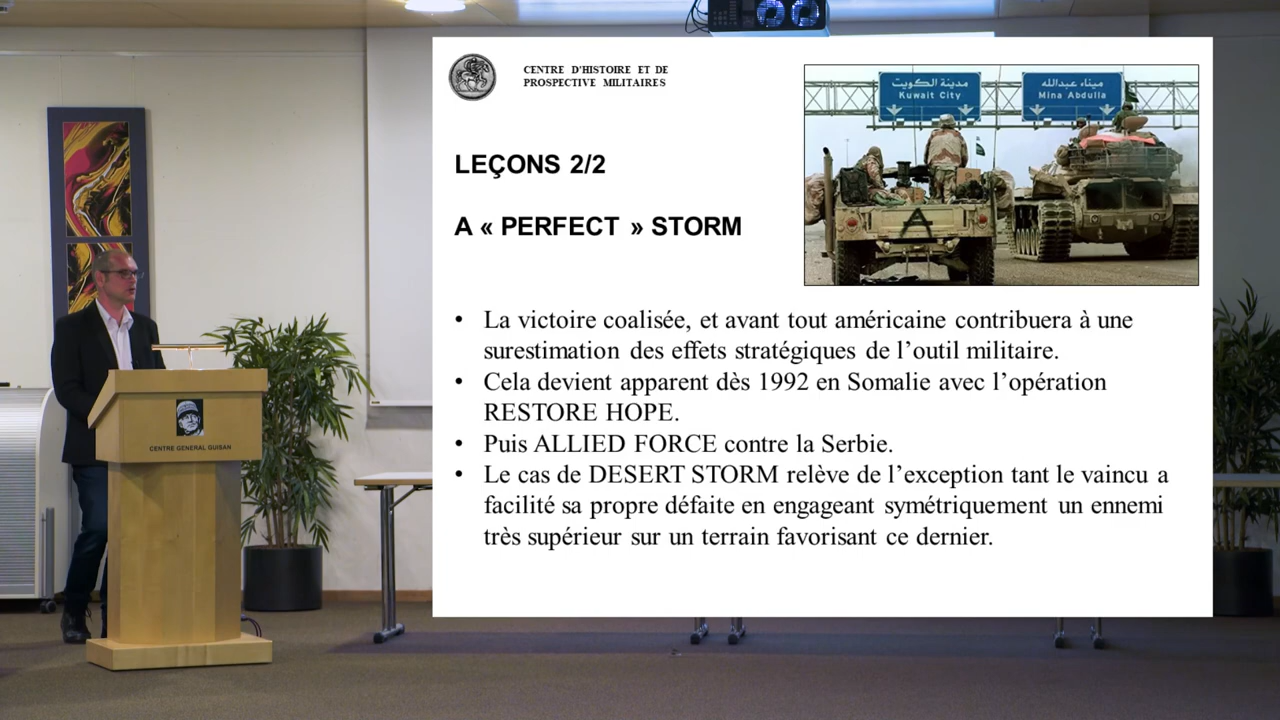 CENTRE D'HISTOIRE ET DE
PROSPECTIVE MILITAIRES
مدينة الكويت
Kuwait City
ميناء عبدالله
Mina Abdulla
A
LEÇONS 2/2
A « PERFECT » STORM
• La victoire coalisée, et avant tout américaine contribuera à une
surestimation des effets stratégiques de l’outil militaire.
• Cela devient apparent dès 1992 en Somalie avec l’opération
RESTORE HOPE.
• Puis ALLIED FORCE contre la Serbie.
• Le cas de DESERT STORM relève de l’exception tant le vaincu a
facilité sa propre défaite en engageant symétriquement un ennemi
très supérieur sur un terrain favorisant ce dernier.
CENTRE GENERAL GUISAN